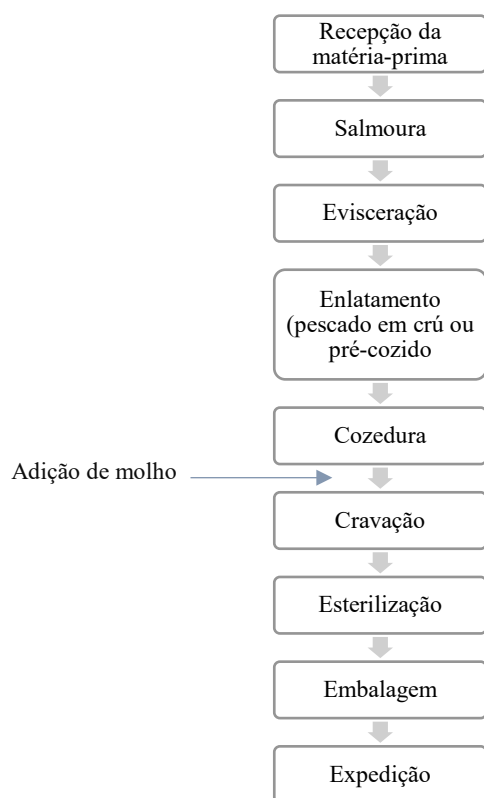 Recepção da
matéria-prima
Salmoura
Evisceração
Enlatamento
(pescado em crú ou
pré-cozido
Cozedura
Adição de molho
Cravação
Esterilização
Embalagem
Expedição